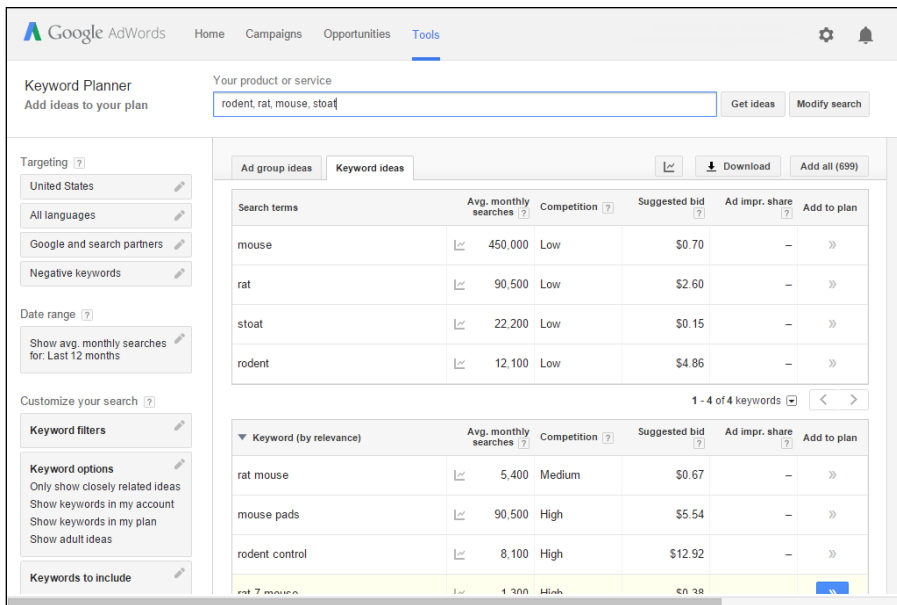 Google AdWords Home Campaigns Opportunities Tools
Keyword Planner
Add ideas to your plan
Your product or service
rodent, rat, mouse, stoat
Get ideas
Modify search
Targeting ?
United States
All languages
Google and search partners
Negative keywords
Date range ?
Show avg. monthly searches
for: Last 12 months
Customize your search ?
Keyword filters
Keyword options
Only show closely related ideas
Show keywords in my account
Show keywords in my plan
Show adult ideas
Keywords to include
Ad group ideas Keyword ideas Download Add all (699)
Search terms Avg. monthly searches ? Competition ? Suggested bid ? Ad impr. share ? Add to plan
mouse 450,000 Low $0.70 – »
rat 90,500 Low $2.60 – »
stoat 22,200 Low $0.15 – »
rodent 12,100 Low $4.86 – »
1 - 4 of 4 keywords
Keyword (by relevance) Avg. monthly searches ? Competition ? Suggested bid ? Ad impr. share ? Add to plan
rat mouse 5,400 Medium $0.67 – »
mouse pads 90,500 High $5.54 – »
rodent control 8,100 High $12.92 – »
rat 7 mouse 1,300 High $0.38 – »